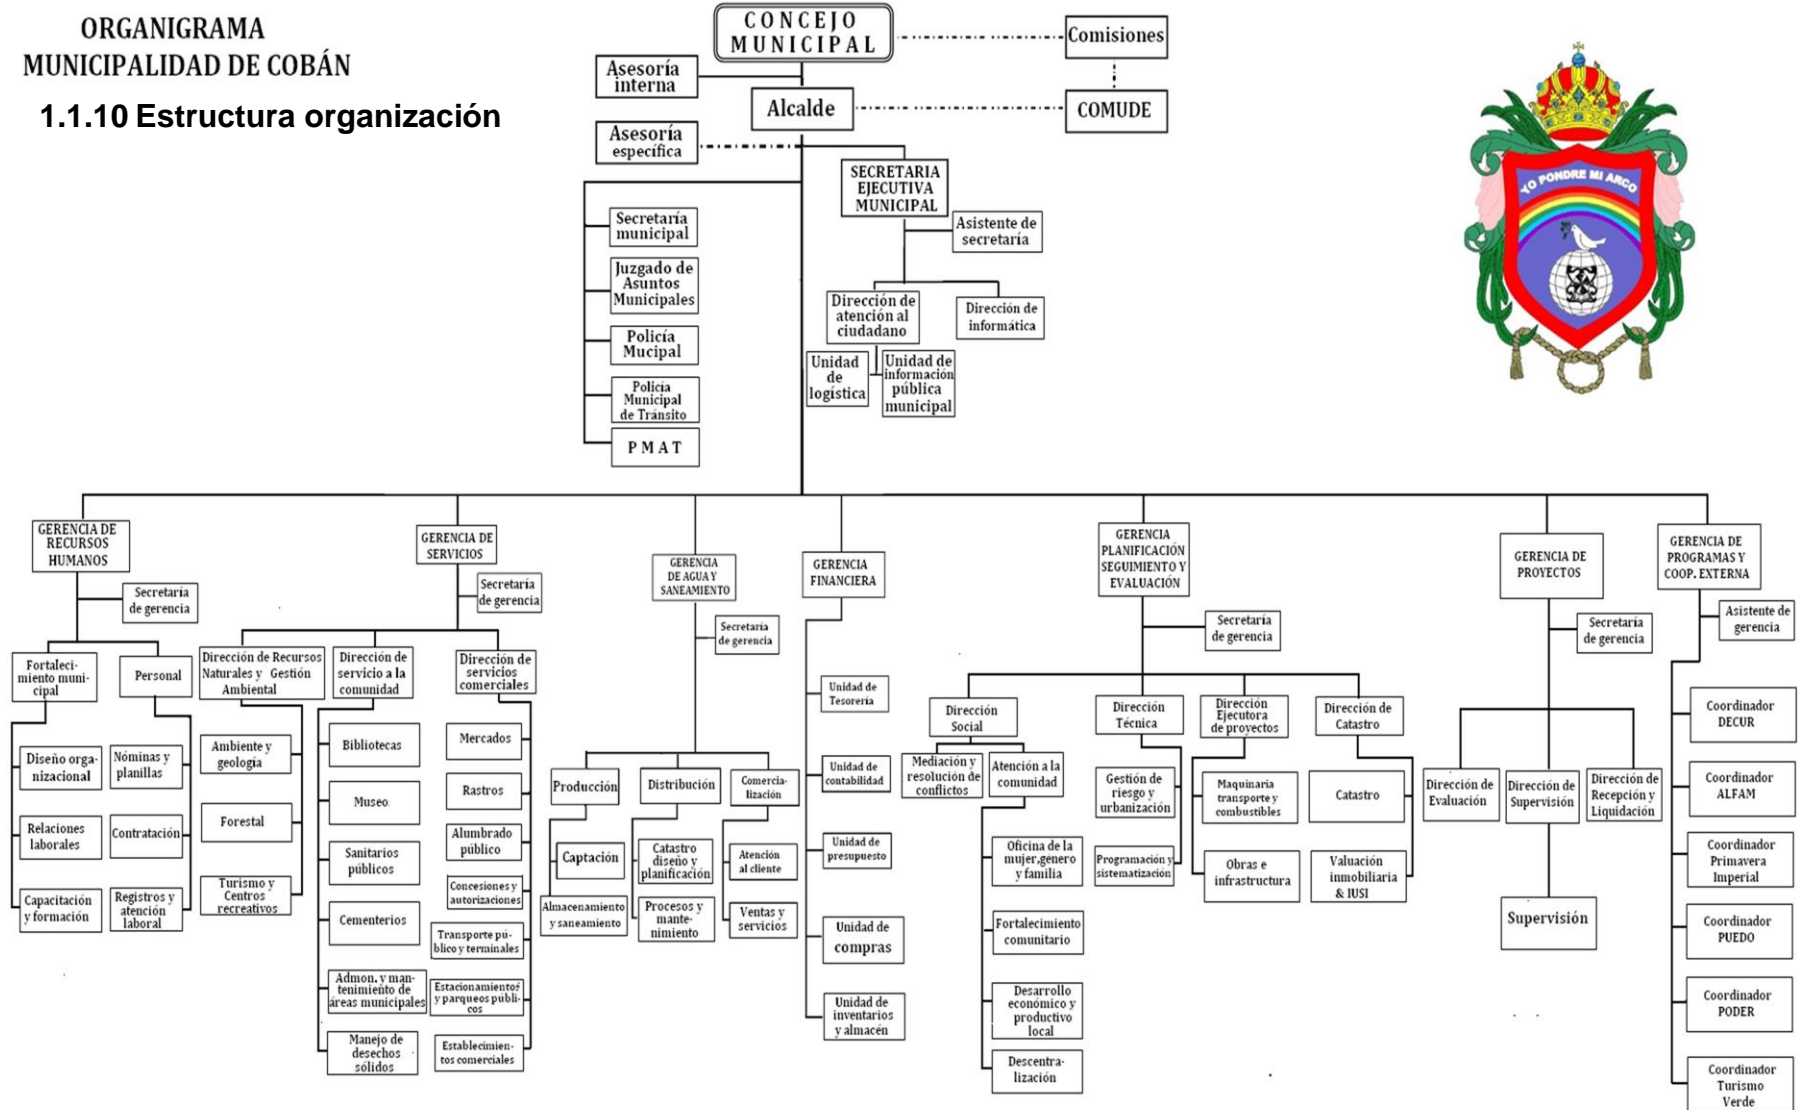 ORGANIGRAMA
MUNICIPALIDAD DE COBÁN
1.1.10 Estructura organización
CONCEJO
MUNICIPAL
Comisiones
Asesoría
interna
Alcalde
COMUDE
Asesoría
específica
SECRETARIA
EJECUTIVA
MUNICIPAL
Asistente de
secretaría
Secretaría
municipal
Juzgado de
Asuntos
Municipales
Policía
Mucipal
Policía
Municipal
de Tránsito
P M A T
Dirección de
atención al
ciudadano
Dirección de
informática
Unidad
de
logística
Unidad de
información
pública
municipal
YO PONDRE MI ARCO
GERENCIA DE
RECURSOS
HUMANOS
Secretaría
de gerencia
Fortaleci-
miento muni-
cipal
Personal
Diseño orga-
nizacional
Relaciones
laborales
Capacitación
y formación
Nóminas y
planillas
Contratación
Registros y
atención
laboral
GERENCIA DE
SERVICIOS
Secretaría
de gerencia
Dirección de Recursos
Naturales y Gestión
Ambiental
Dirección de
servicio a la
comunidad
Dirección de
servicios
comerciales
Ambiente y
geología
Forestal
Turismo y
Centros
recreativos
Bibliotecas
Museo
Sanitarios
públicos
Cementerios
Admon. y man-
tenimiento de
áreas municipales
Manejo de
desechos
sólidos
Mercados
Rastros
Alumbrado
público
Concesiones y
autorizaciones
Transporte pú-
blico y terminales
Estacionamientos
y parqueos públi-
cos
Establecimien-
tos comerciales
GERENCIA
DE AGUA Y
SANEAMIENTO
Secretaría
de gerencia
Producción
Distribución
Comercia-
lización
Captación
Almacenamiento
y saneamiento
Catastro
diseño y
planificación
Procesos y
mante-
nimiento
Atención
al cliente
Ventas y
servicios
GERENCIA
FINANCIERA
Unidad de
Tesorería
Unidad de
contabilidad
Unidad de
presupuesto
Unidad de
compras
Unidad de
inventarios
y almacén
GERENCIA
PLANIFICACIÓN
SEGUIMIENTO Y
EVALUACIÓN
Secretaría
de gerencia
Dirección
Social
Dirección
Técnica
Dirección
Ejecutora
de proyectos
Dirección de
Catastro
Mediación y
resolución de
conflictos
Atención a la
comunidad
Oficina de la
mujer,género
y familia
Fortalecimiento
comunitario
Desarrollo
económico y
productivo
local
Descentra-
lización
Gestión de
riesgo y
urbanización
Programación y
sistematización
Maquinaria
transporte y
combustibles
Obras e
infrastructura
Catastro
Valuación
inmobiliaria
& IUSI
GERENCIA DE
PROYECTOS
Secretaría
de gerencia
Dirección de
Evaluación
Dirección de
Supervisión
Dirección de
Recepción y
Liquidación
Supervisión
GERENCIA DE
PROGRAMAS Y
COOP. EXTERNA
Asistente de
gerencia
Coordinador
DECUR
Coordinador
ALFAM
Coordinador
Primavera
Imperial
Coordinador
PUEDO
Coordinador
PODER
Coordinador
Turismo
Verde